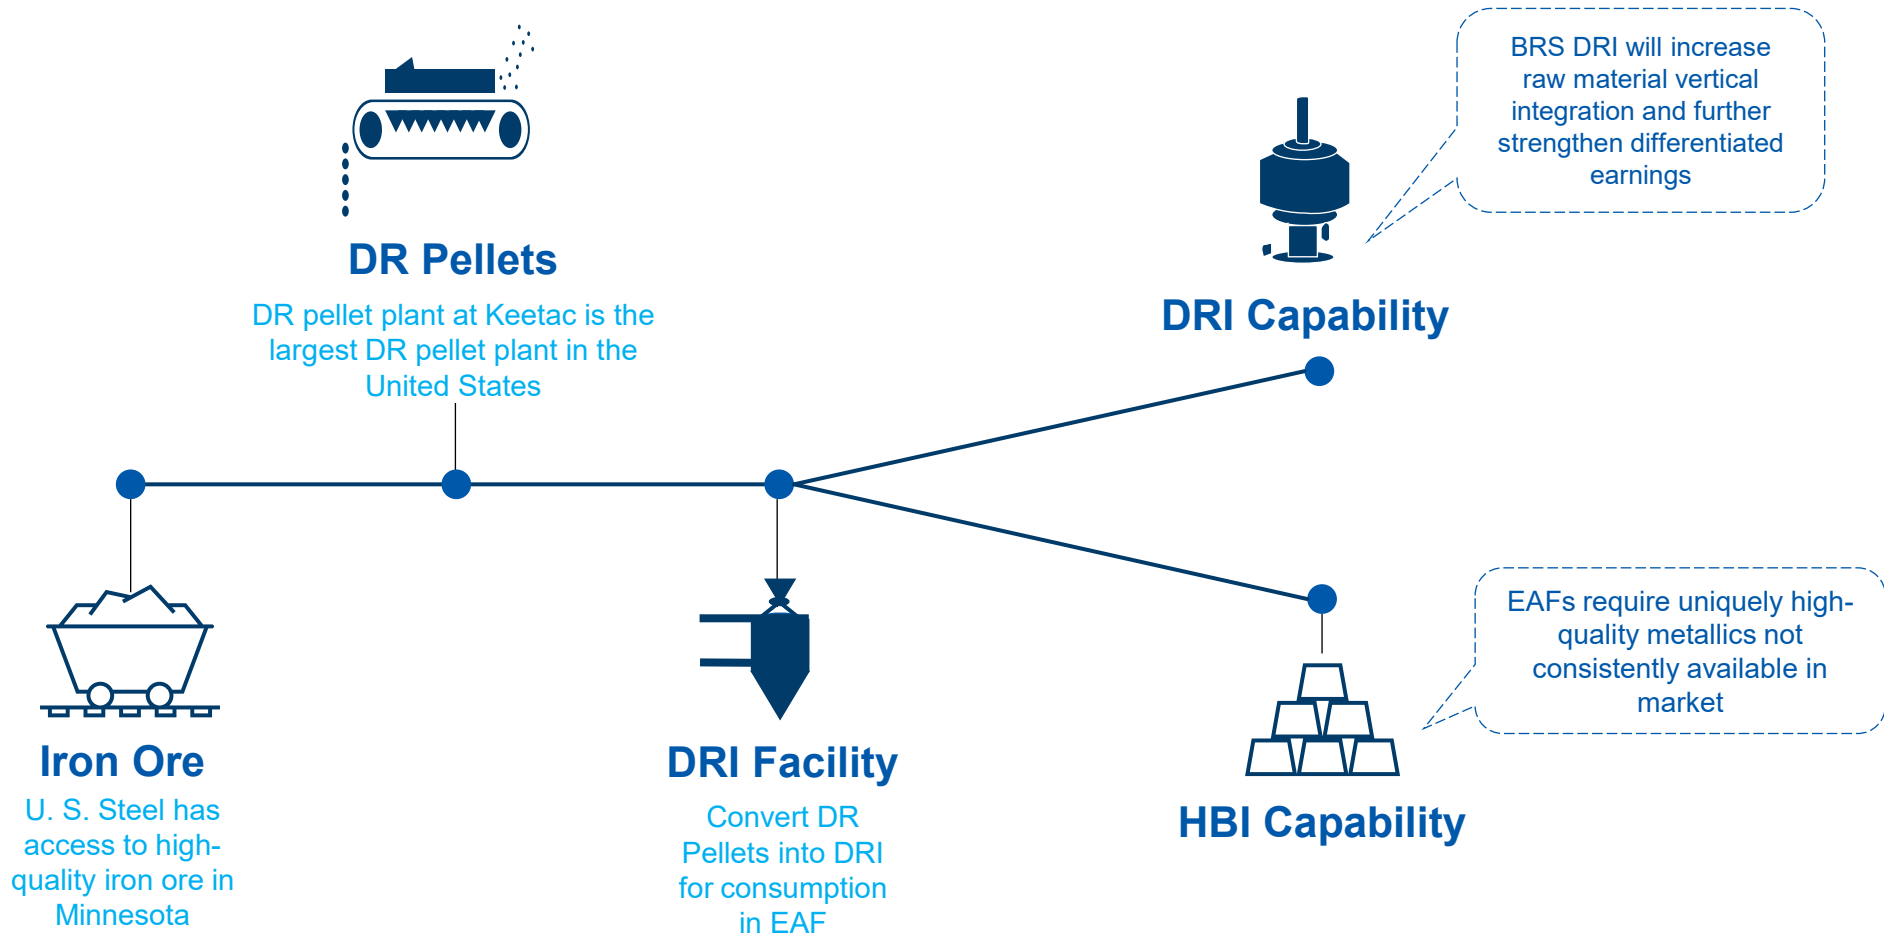 DR Pellets
DR pellet plant at Keetac is the
largest DR pellet plant in the
United States
Iron Ore
U. S. Steel has
access to high-
quality iron ore in
Minnesota
DRI Facility
Convert DR
Pellets into DRI
for consumption
in EAF
DRI Capability
BRS DRI will increase
raw material vertical
integration and further
strengthen differentiated
earnings
HBI Capability
EAFs require uniquely high-
quality metallics not
consistently available in
market